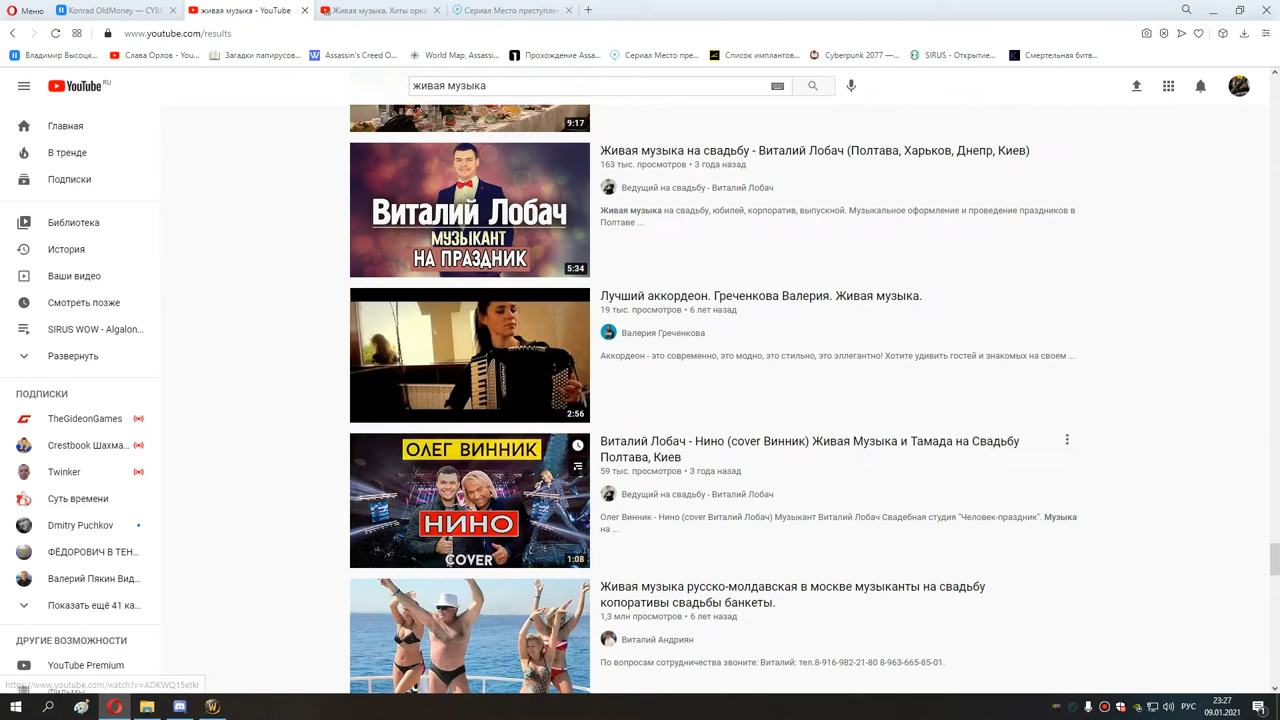 Меню
Konrad OldMoney — CYBE
живая музыка - YouTube
Живая музыка. Хиты орк
Сериал Место преступлен
www.youtube.com/results
Владимир Высоцк...
Слава Орлов - You...
Загадки папирусов...
Assassin's Creed O...
World Map, Assassi...
Прохождение Assa...
Сериал Место пре...
Список имплантов...
Cyberpunk 2077 —...
SIRUS - Открытие...
Смертельная битв...
YouTube RU
живая музыка
Главная
В тренде
Подписки
Библиотека
История
Ваши видео
Смотреть позже
SIRUS WOW - Algalon...
Развернуть
ПОДПИСКИ
TheGideonGames
Crestbook Шахма...
Twinker
Суть времени
Dmitry Puchkov
ФЁДОРОВИЧ В ТЕН...
Валерий Пякин Вид...
Показать ещё 41 ка...
ДРУГИЕ ВОЗМОЖНОСТИ
YouTube Premium
Фильмы
https://www.youtube.com/watch?v=ADKWQ15etkI
9:17
Виталий Лобач
МУЗЫКАНТ
НА ПРАЗДНИК
5:34
Живая музыка на свадьбу - Виталий Лобач (Полтава, Харьков, Днепр, Киев)
163 тыс. просмотров • 3 года назад
Ведущий на свадьбу - Виталий Лобач
Живая музыка на свадьбу, юбилей, корпоратив, выпускной. Музыкальное оформление и проведение праздников в
Полтаве ...
2:56
Лучший аккордеон. Греченкова Валерия. Живая музыка.
19 тыс. просмотров • 6 лет назад
Валерия Греченкова
Аккордеон - это современно, это модно, это стильно, это эллегантно! Хотите удивить гостей и знакомых на своем ...
ОЛЕГ ВИННИК
НИНО
COVER
1:08
Виталий Лобач - Нино (cover Винник) Живая Музыка и Тамада на Свадьбу
Полтава, Киев
59 тыс. просмотров • 3 года назад
Ведущий на свадьбу - Виталий Лобач
Олег Винник - Нино (cover Виталий Лобач) Музыкант Виталий Лобач Свадебная студия "Человек-праздник". Музыка
на ...
Живая музыка русско-молдавская в москве музыканты на свадьбу
копоративы свадьбы банкеты.
1,3 млн просмотров • 6 лет назад
Виталий Андриян
По вопросам сотрудничества звоните: Виталий: тел.8-916-982-21-80 8-963-665-85-01.
РУС
23:27
09.01.2021